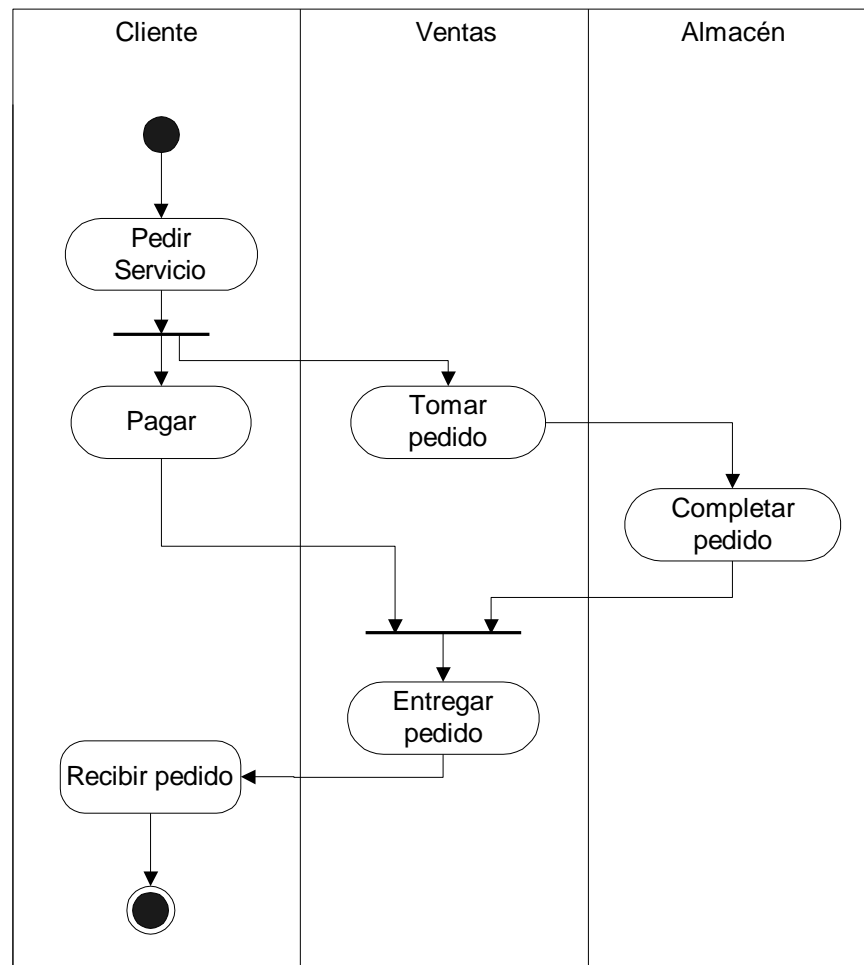 Cliente
Ventas
Almacén
Pedir
Servicio
Pagar
Tomar
pedido
Completar
pedido
Entregar
pedido
Recibir pedido